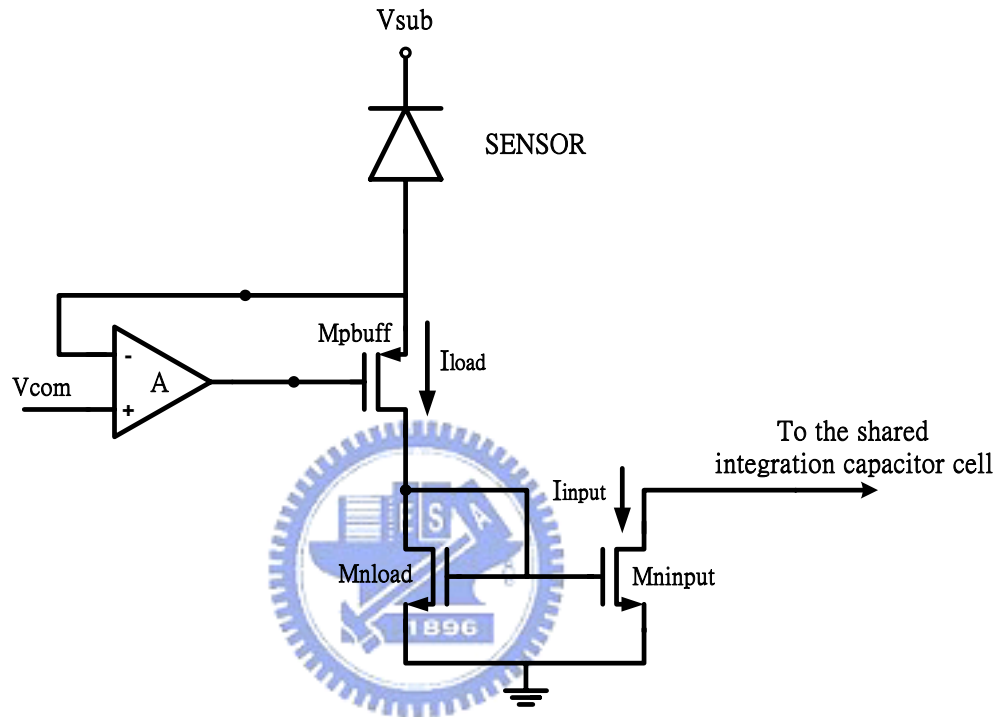 Vsub
SENSOR
Mpbuff
Iload
-
A
+
Vcom
To the shared
integration capacitor cell
Iinput
Mnload
Mninput
E S A
1896